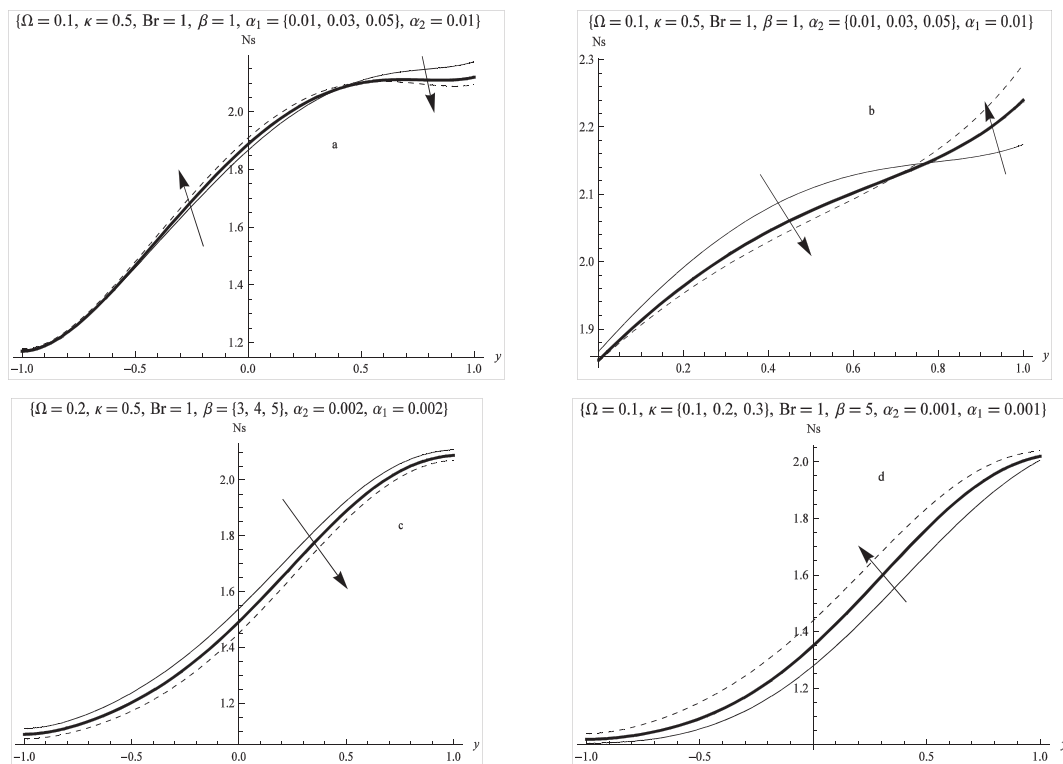 {Ω = 0.1, κ = 0.5, Br = 1, β = 1, α₁ = {0.01, 0.03, 0.05}, α₂ = 0.01}
Ns
2.0
a
1.8
1.6
1.4
1.2
y
−1.0 −0.5 0.0 0.5 1.0
{Ω = 0.1, κ = 0.5, Br = 1, β = 1, α₂ = {0.01, 0.03, 0.05}, α₁ = 0.01}
Ns
2.3
b
2.2
2.1
2.0
1.9
y
0.2 0.4 0.6 0.8 1.0
{Ω = 0.2, κ = 0.5, Br = 1, β = {3, 4, 5}, α₂ = 0.002, α₁ = 0.002}
Ns
2.0
c
1.8
1.6
1.4
1.2
y
−1.0 −0.5 0.0 0.5 1.0
{Ω = 0.1, κ = {0.1, 0.2, 0.3}, Br = 1, β = 5, α₂ = 0.001, α₁ = 0.001}
Ns
2.0
d
1.8
1.6
1.4
1.2
−1.0 −0.5 0.5 1.0